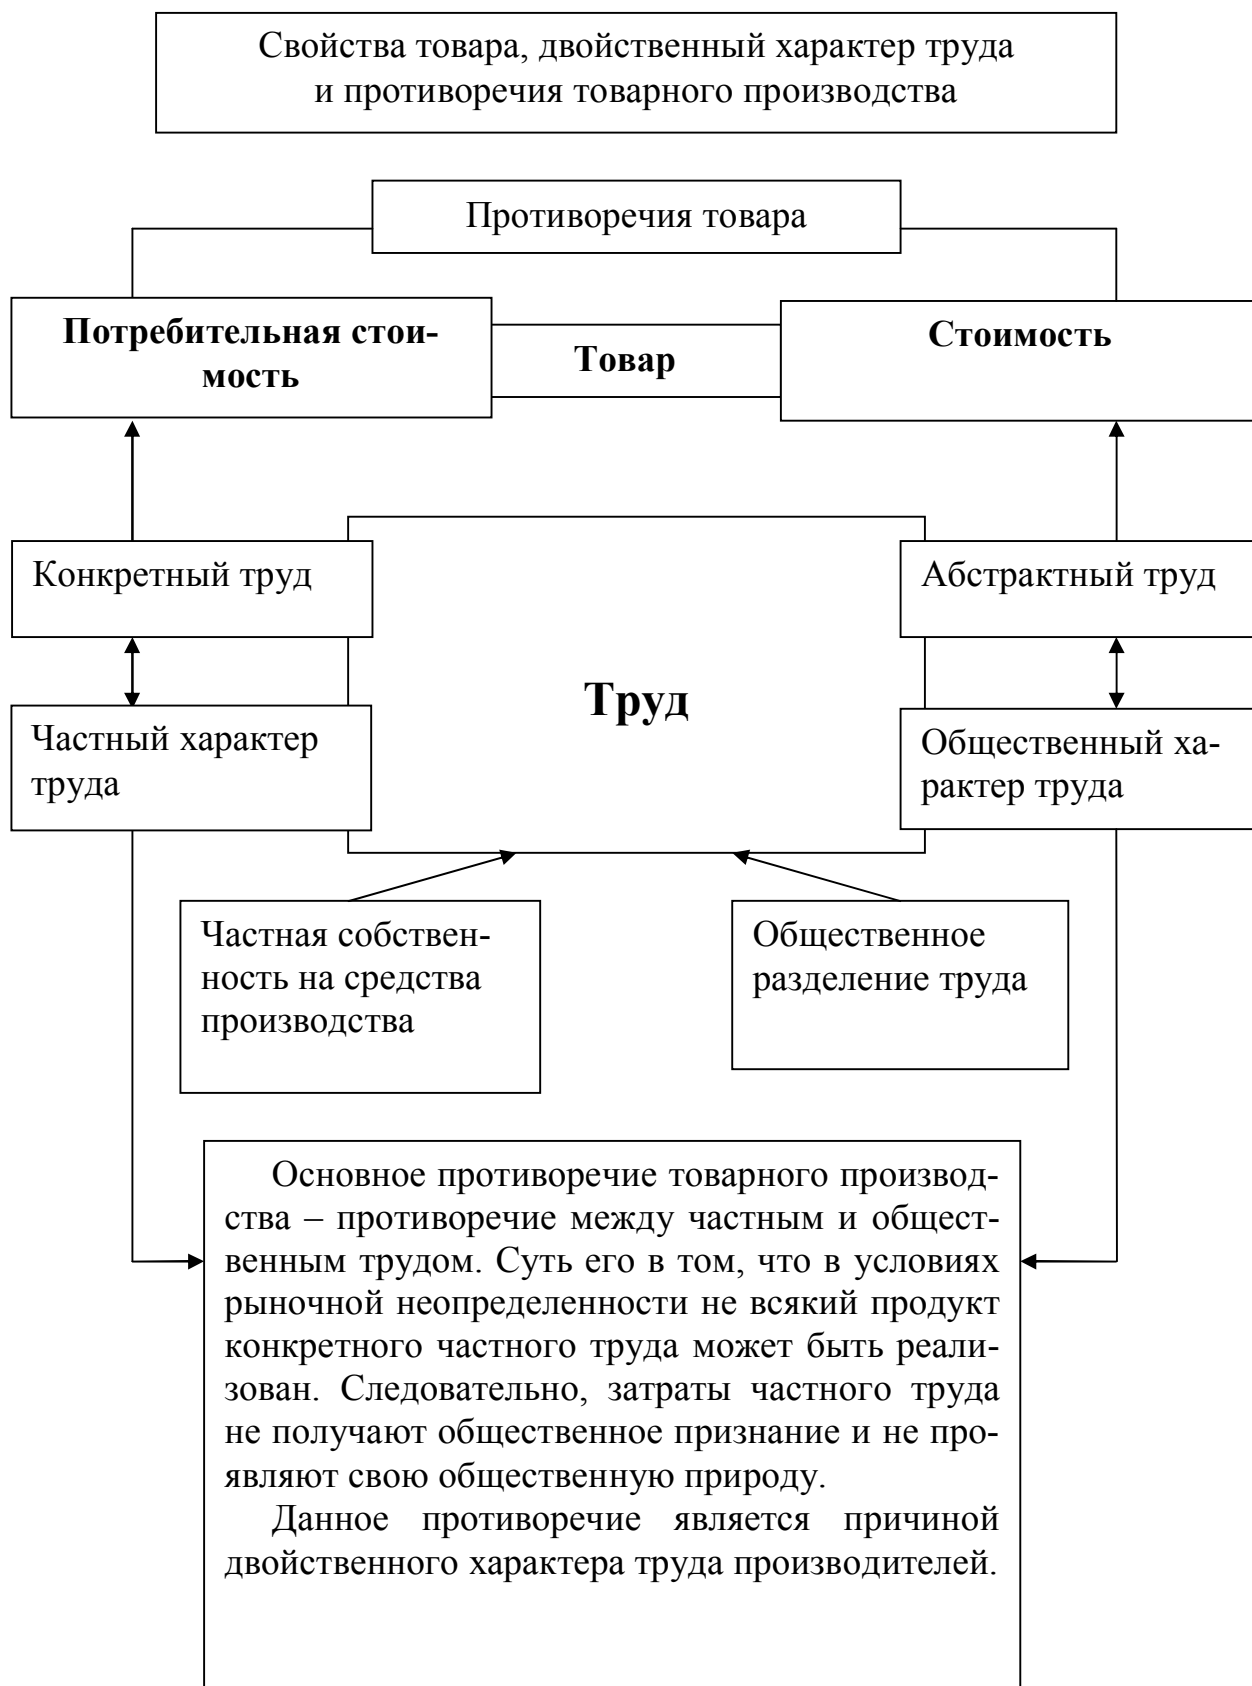 Свойства товара, двойственный характер труда
и противоречия товарного производства
Противоречия товара
Потребительная стои-
мость
Товар
Стоимость
Конкретный труд
Абстрактный труд
Труд
Частный характер
труда
Общественный ха-
рактер труда
Частная собствен-
ность на средства
производства
Общественное
разделение труда
Основное противоречие товарного производ-
ства – противоречие между частным и общест-
венным трудом. Суть его в том, что в условиях
рыночной неопределенности не всякий продукт
конкретного частного труда может быть реали-
зован. Следовательно, затраты частного труда
не получают общественное признание и не про-
являют свою общественную природу.
Данное противоречие является причиной
двойственного характера труда производителей.